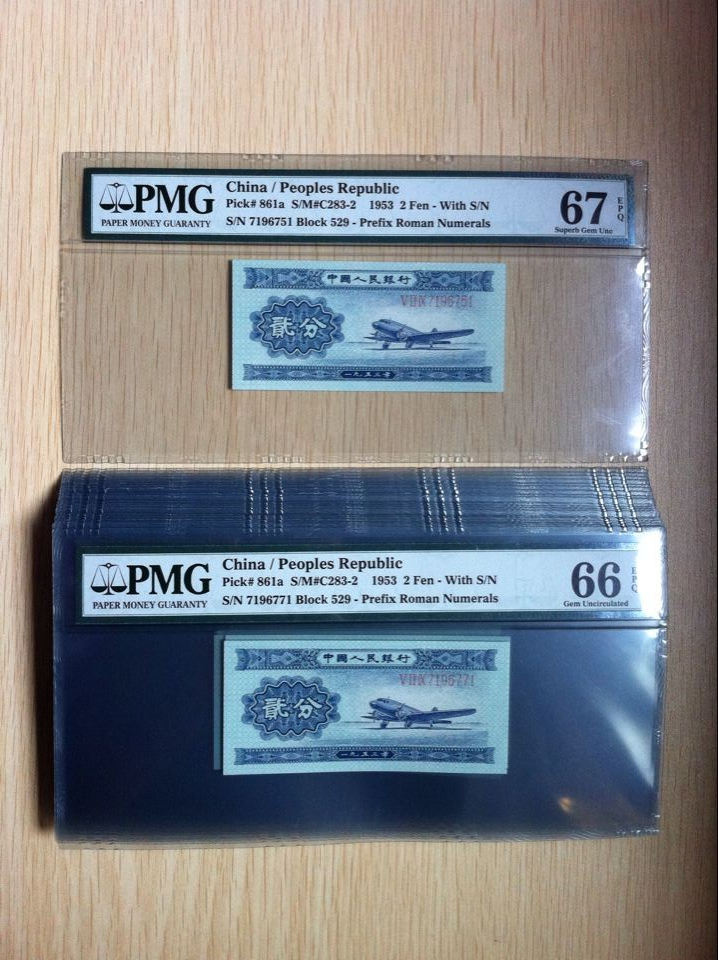 PMG
PAPER MONEY GUARANTY
China / Peoples Republic
Pick# 861a S/M#C283-2 1953 2 Fen - With S/N
S/N 7196751 Block 529 - Prefix Roman Numerals
67 EPQ
Superb Gem Unc
中國人民銀行
VIIIX 7196751
貳分
一九五三年
PMG
PAPER MONEY GUARANTY
China / Peoples Republic
Pick# 861a S/M#C283-2 1953 2 Fen - With S/N
S/N 7196771 Block 529 - Prefix Roman Numerals
66 EPQ
Gem Uncirculated
中國人民銀行
VIIIX 7196771
貳分
一九五三年